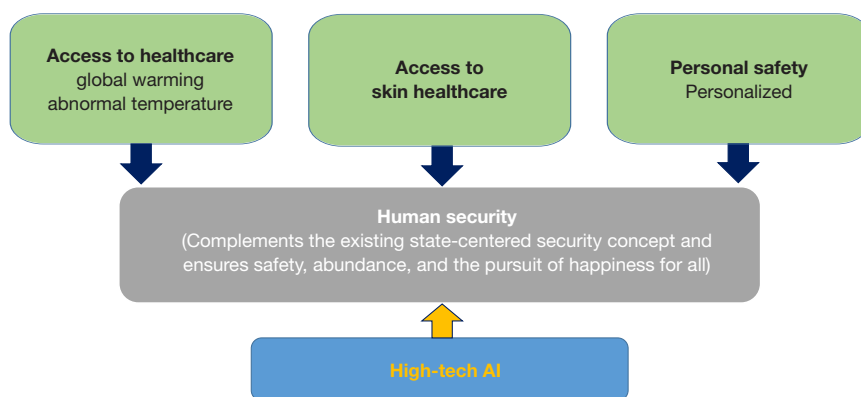 Access to healthcare
global warming
abnormal temperature
Access to
skin healthcare
Personal safety
Personalized
Human security
(Complements the existing state-centered security concept and
ensures safety, abundance, and the pursuit of happiness for all)
High-tech AI